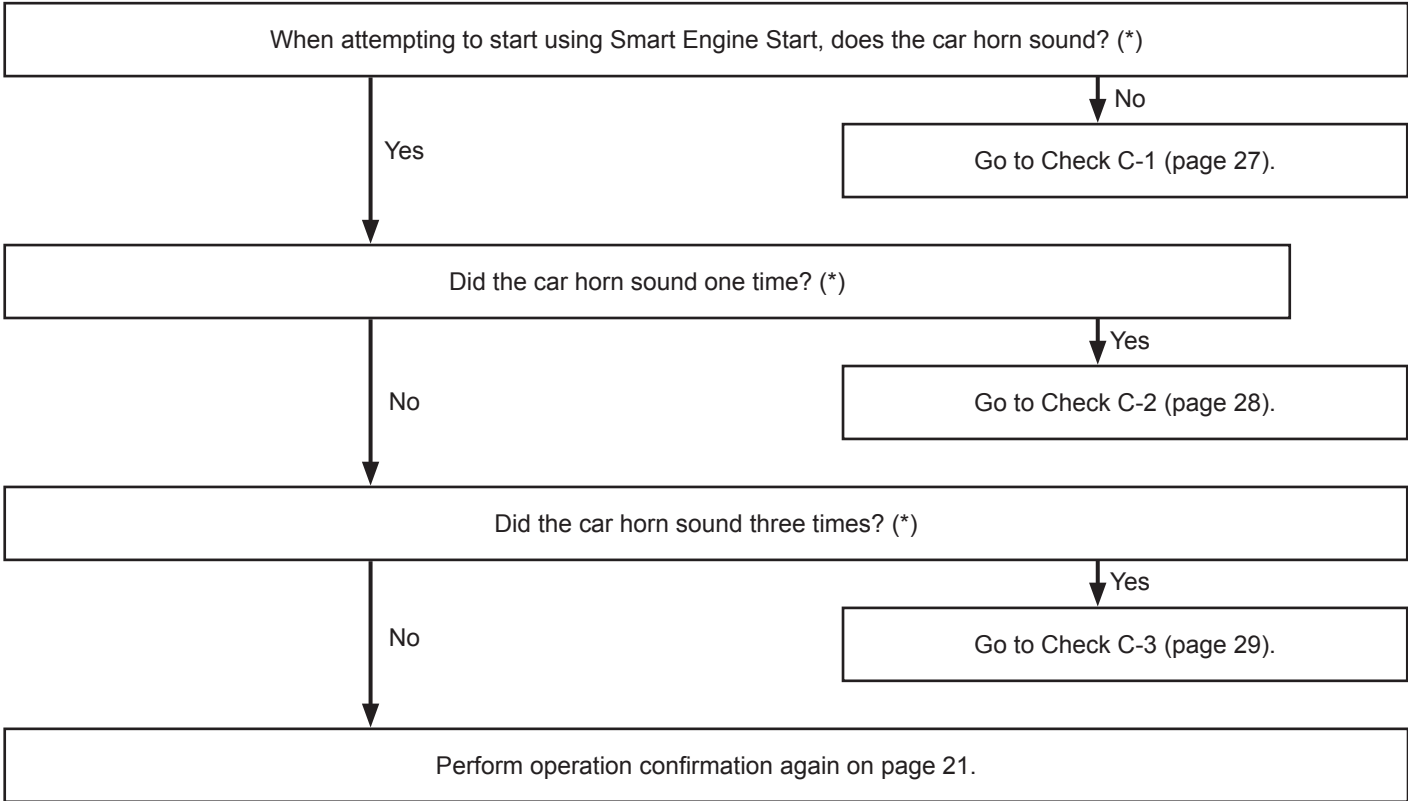 When attempting to start using Smart Engine Start, does the car horn sound? (*)
No
Yes
Go to Check C-1 (page 27).
Did the car horn sound one time? (*)
Yes
No
Go to Check C-2 (page 28).
Did the car horn sound three times? (*)
Yes
No
Go to Check C-3 (page 29).
Perform operation confirmation again on page 21.